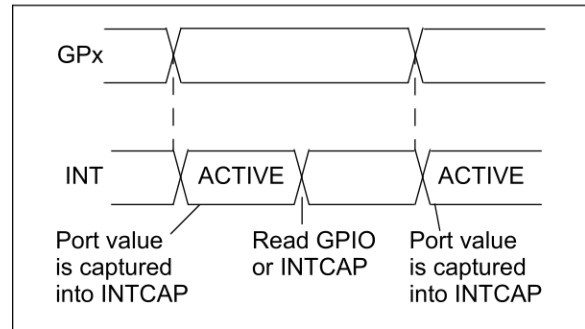 GPx
INT
ACTIVE
ACTIVE
Port value
is captured
into INTCAP
Read GPIO
or INTCAP
Port value
is captured
into INTCAP